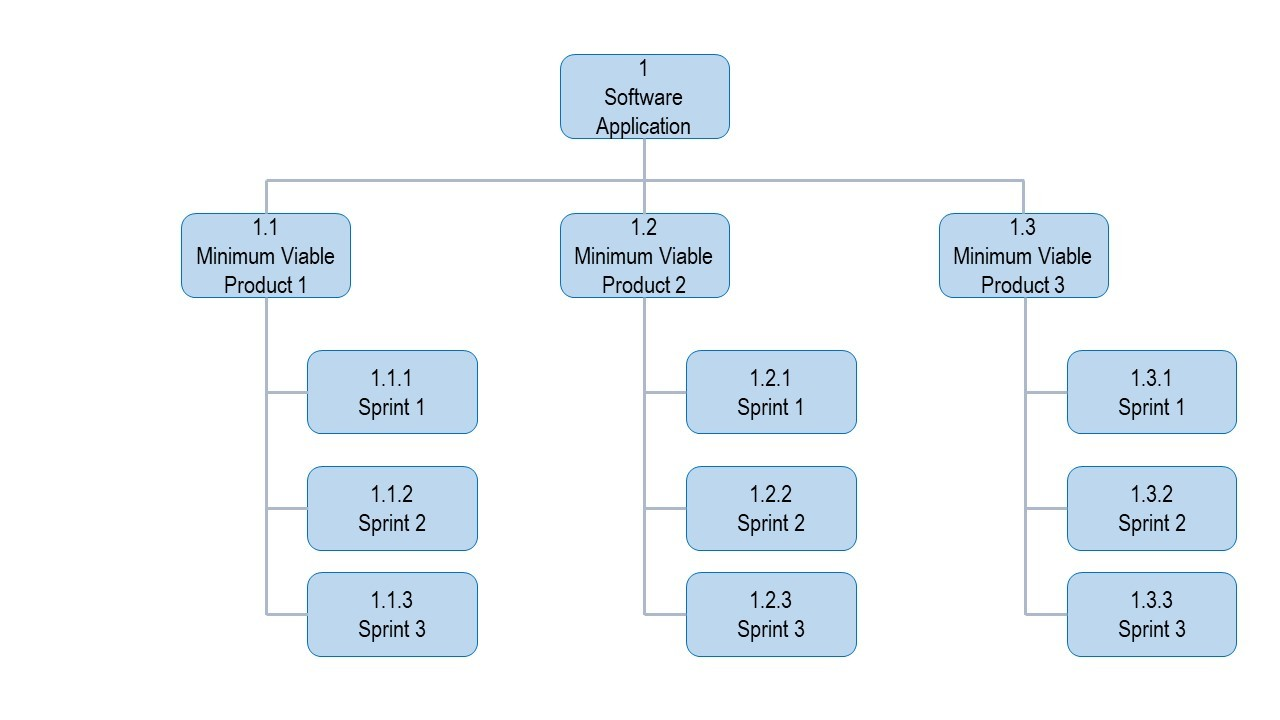 1
Software
Application
1.1
Minimum Viable
Product 1
1.2
Minimum Viable
Product 2
1.3
Minimum Viable
Product 3
1.1.1
Sprint 1
1.2.1
Sprint 1
1.3.1
Sprint 1
1.1.2
Sprint 2
1.2.2
Sprint 2
1.3.2
Sprint 2
1.1.3
Sprint 3
1.2.3
Sprint 3
1.3.3
Sprint 3